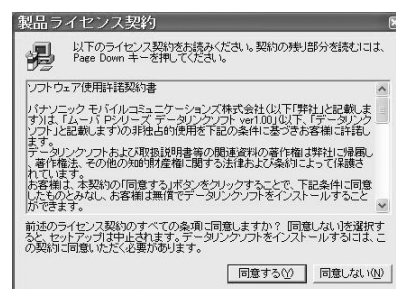 製品ライセンス契約
以下のライセンス契約をお読みください。契約の残り部分を読むには、
Page Down キーを押してください。
ソフトウェア使用許諾契約書
パナソニック モバイルコミュニケーションズ株式会社(以下「弊社」と記載しま
す)は、「ムーバ Pシリーズ データリンクソフト ver1.00」(以下、「データリンク
ソフト」と記載します)の非独占的使用を下記の条件に基づきお客様に許諾し
ます。
データリンクソフトおよび取扱説明書等の関連資料の著作権は弊社に帰属し
、著作権法、その他の知的財産権に関する法律および条約によって保護さ
れています。
お客様は、本契約の「同意する」ボタンをクリックすることで、下記条件に同意
したものとみなし、お客様は無償でデータリンクソフトをインストールすること
ができます。
前述のライセンス契約のすべての条項に同意しますか? [同意しない]を選択す
ると、セットアップは中止されます。データリンクソフトをインストールするには、こ
の契約に同意いただく必要があります。
同意する(Y) 同意しない(N)